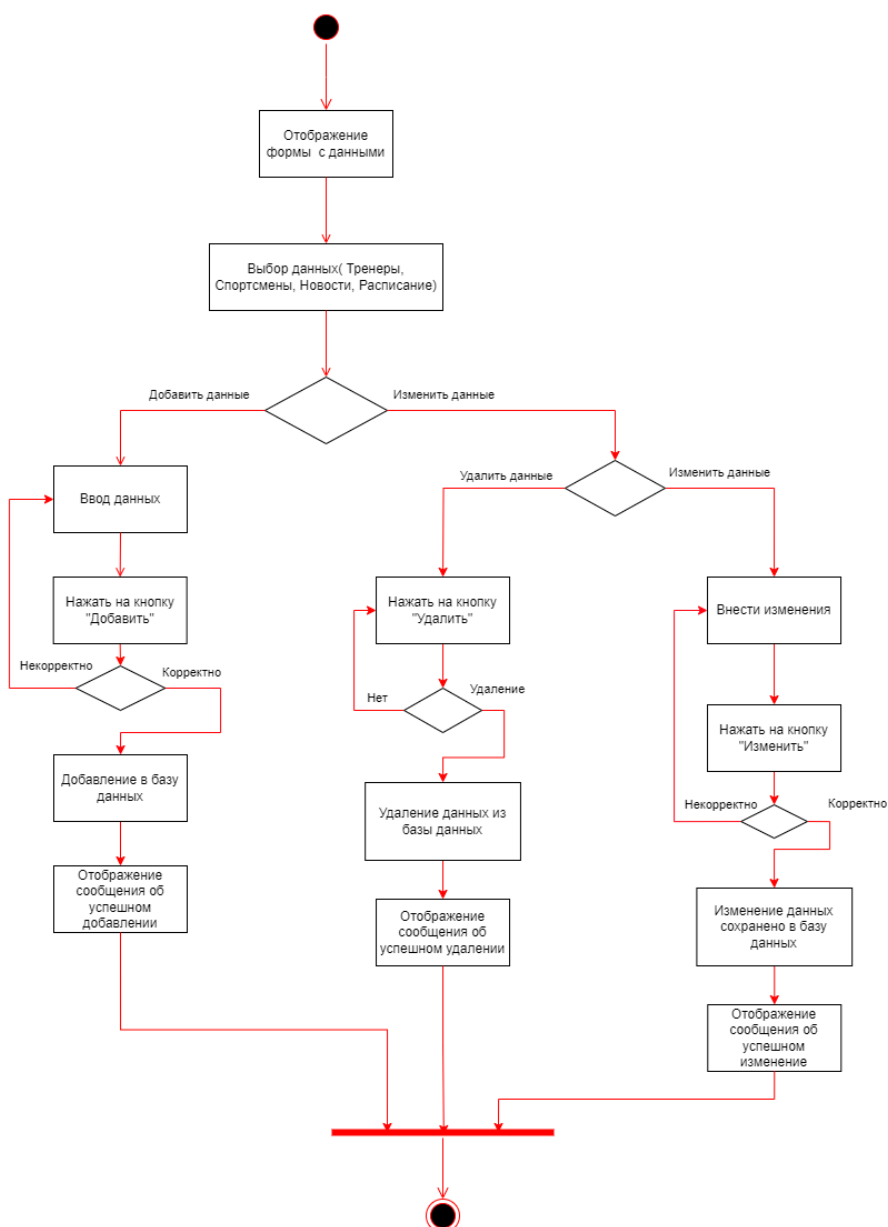 Отображение
формы с данными
Выбор данных( Тренеры,
Спортсмены, Новости, Расписание)
Добавить данные
Изменить данные
Удалить данные
Изменить данные
Ввод данных
Нажать на кнопку
"Добавить"
Нажать на кнопку
"Удалить"
Внести изменения
Некорректно
Корректно
Нет
Удаление
Нажать на кнопку
"Изменить"
Добавление в базу
данных
Удаление данных из
базы данных
Некорректно
Корректно
Отображение
сообщения об
успешном
добавлении
Отображение
сообщения об
успешном удалении
Изменение данных
сохранено в базу
данных
Отображение
сообщения об
успешном
изменение